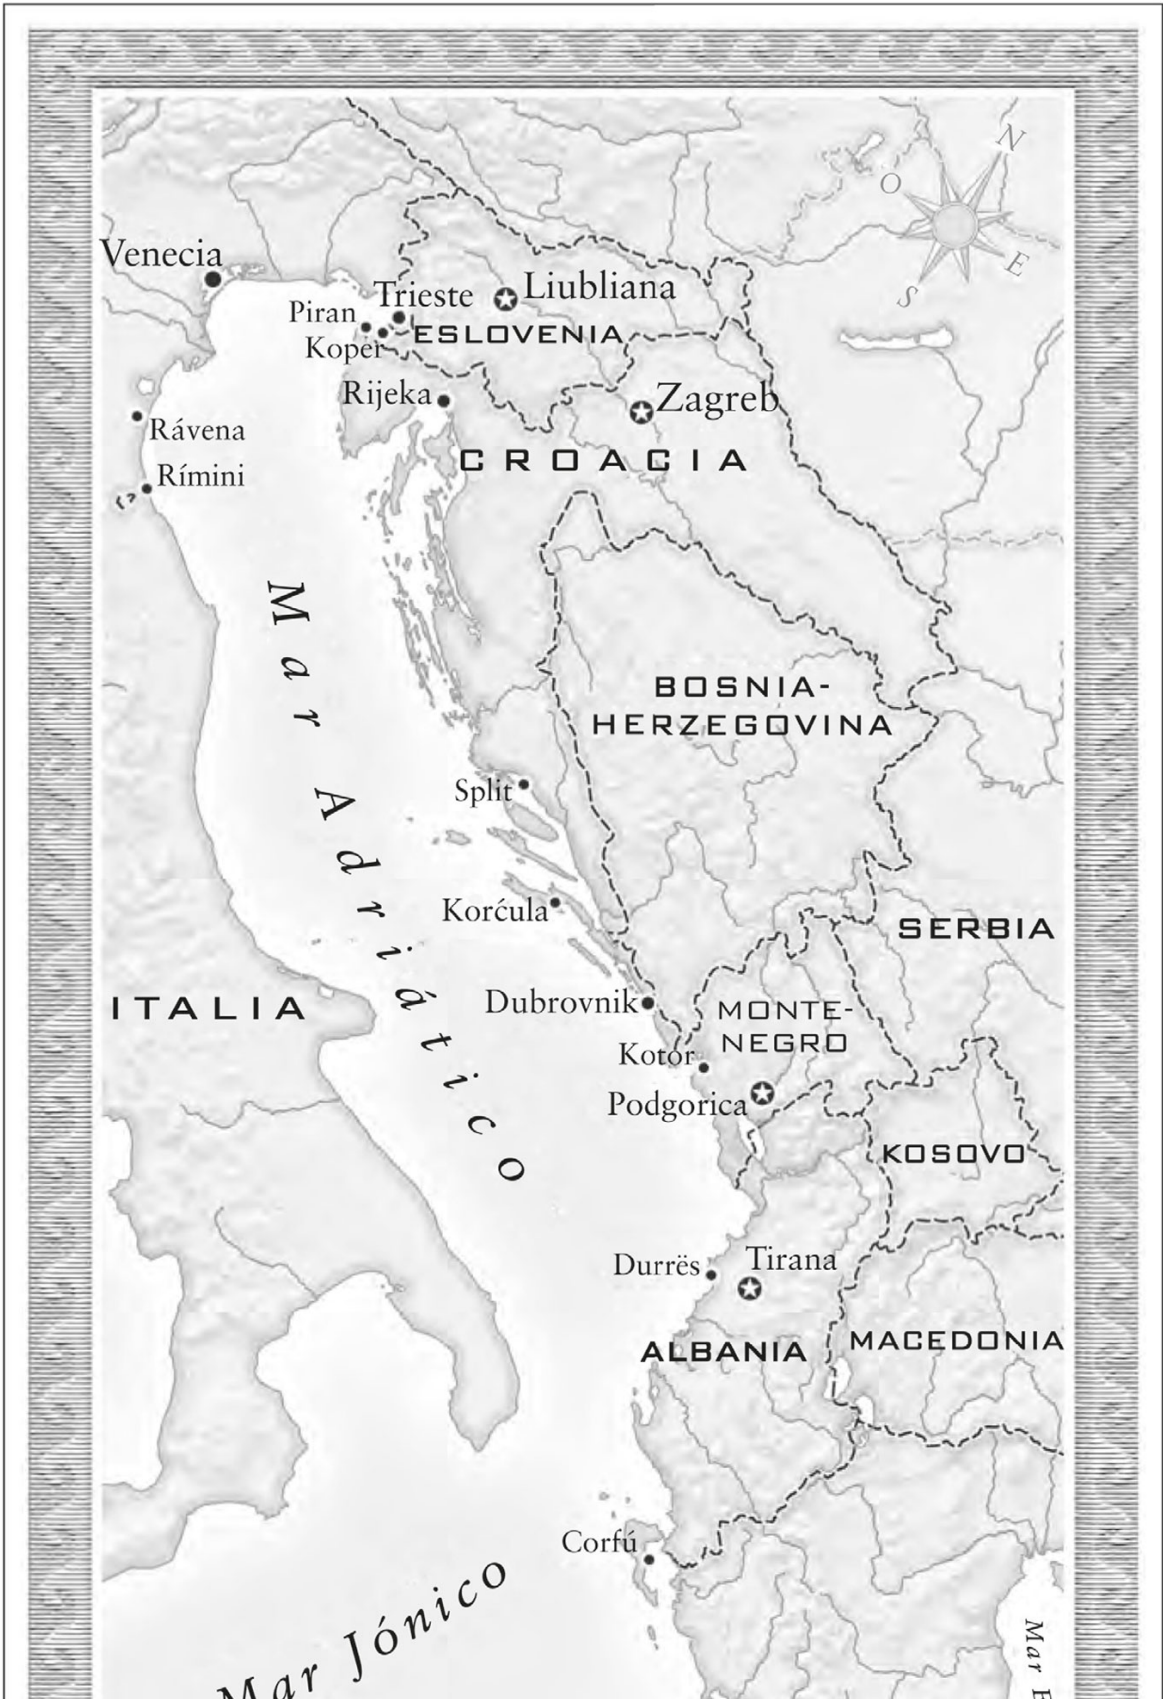 N
O
E
S
Venecia
Trieste
Liubliana
Piran
ESLOVENIA
Koper
Rijeka
Zagreb
Rávena
CROACIA
Rímini
Mar Adriático
BOSNIA-
HERZEGOVINA
Split
Korćula
SERBIA
Dubrovnik
ITALIA
MONTE-
NEGRO
Kotor
Podgorica
KOSOVO
Durrës
Tirana
ALBANIA
MACEDONIA
Corfú
Mar Jónico
Mar